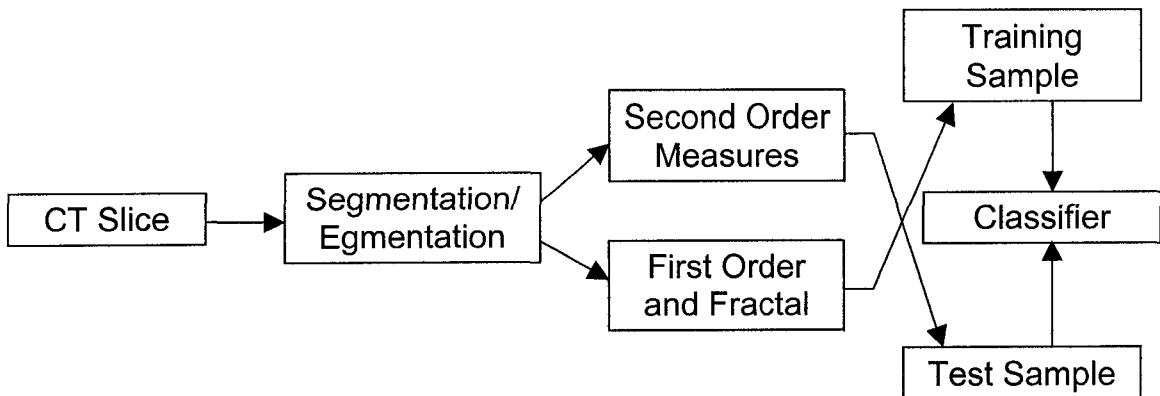 CT Slice
Segmentation/
Egmentation
Second Order
Measures
First Order
and Fractal
Training
Sample
Classifier
Test Sample